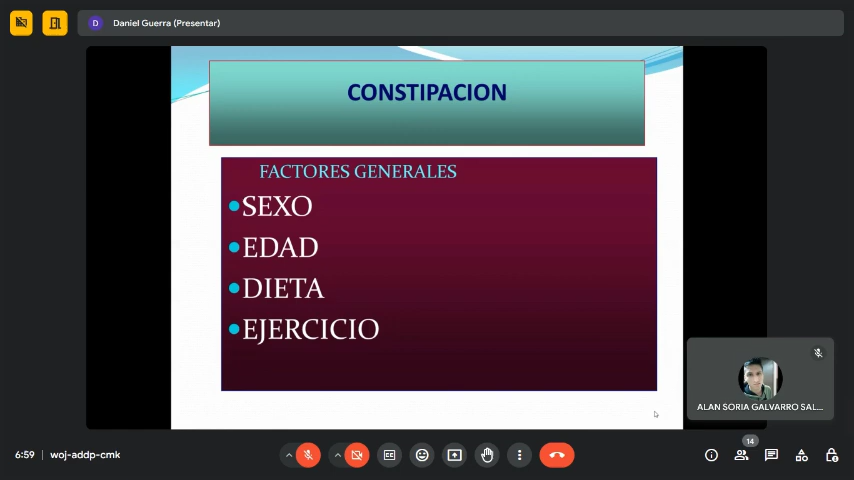 D Daniel Guerra (Presentar)
CONSTIPACION
FACTORES GENERALES
SEXO
EDAD
DIETA
EJERCICIO
ALAN SORIA GALVARRO SAL...
14
6:59 | woj-addp-cmk